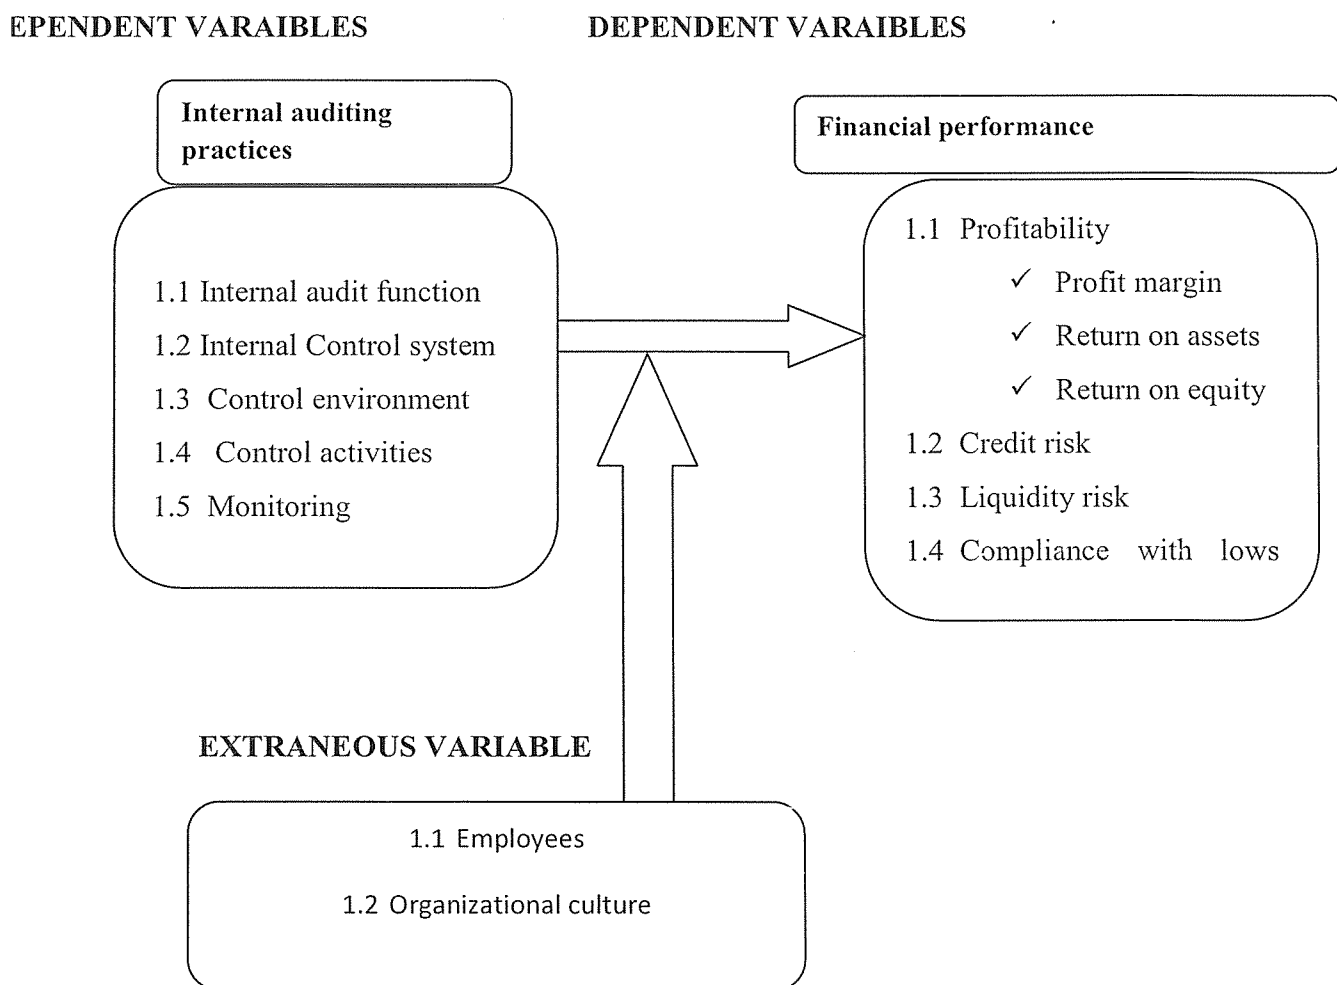 EPENDENT VARAIBLES
DEPENDENT VARAIBLES
Internal auditing
practices
1.1 Internal audit function
1.2 Internal Control system
1.3 Control environment
1.4 Control activities
1.5 Monitoring
Financial performance
1.1 Profitability
✓ Profit margin
✓ Return on assets
✓ Return on equity
1.2 Credit risk
1.3 Liquidity risk
1.4 Compliance with lows
EXTRANEOUS VARIABLE
1.1 Employees
1.2 Organizational culture